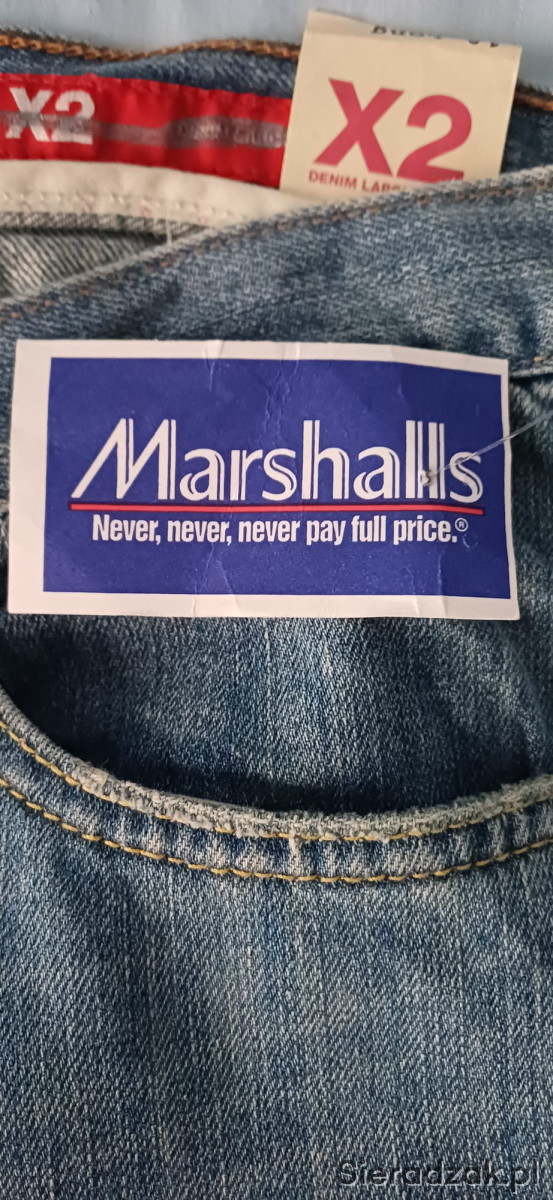 X2
X2
DENIM
Marshalls
Never, never, never pay full price.®
Sieradzak.pl